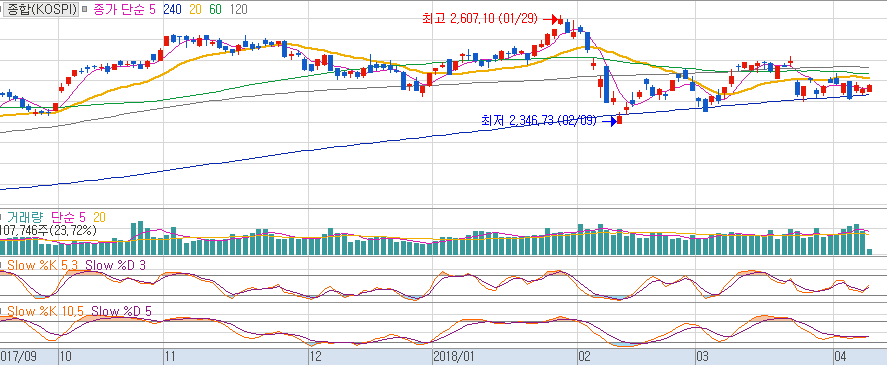 종합(KOSPI) 종가 단순 5 240 20 60 120
최고 2,607.10 (01/29)
최저 2,346.73 (02/09)
거래량 단순 5 20
107,746주(23,72%)
Slow %K 5,3 Slow %D 3
Slow %K 10,5 Slow %D 5
017/09 10 11 12 2018/01 02 03 04